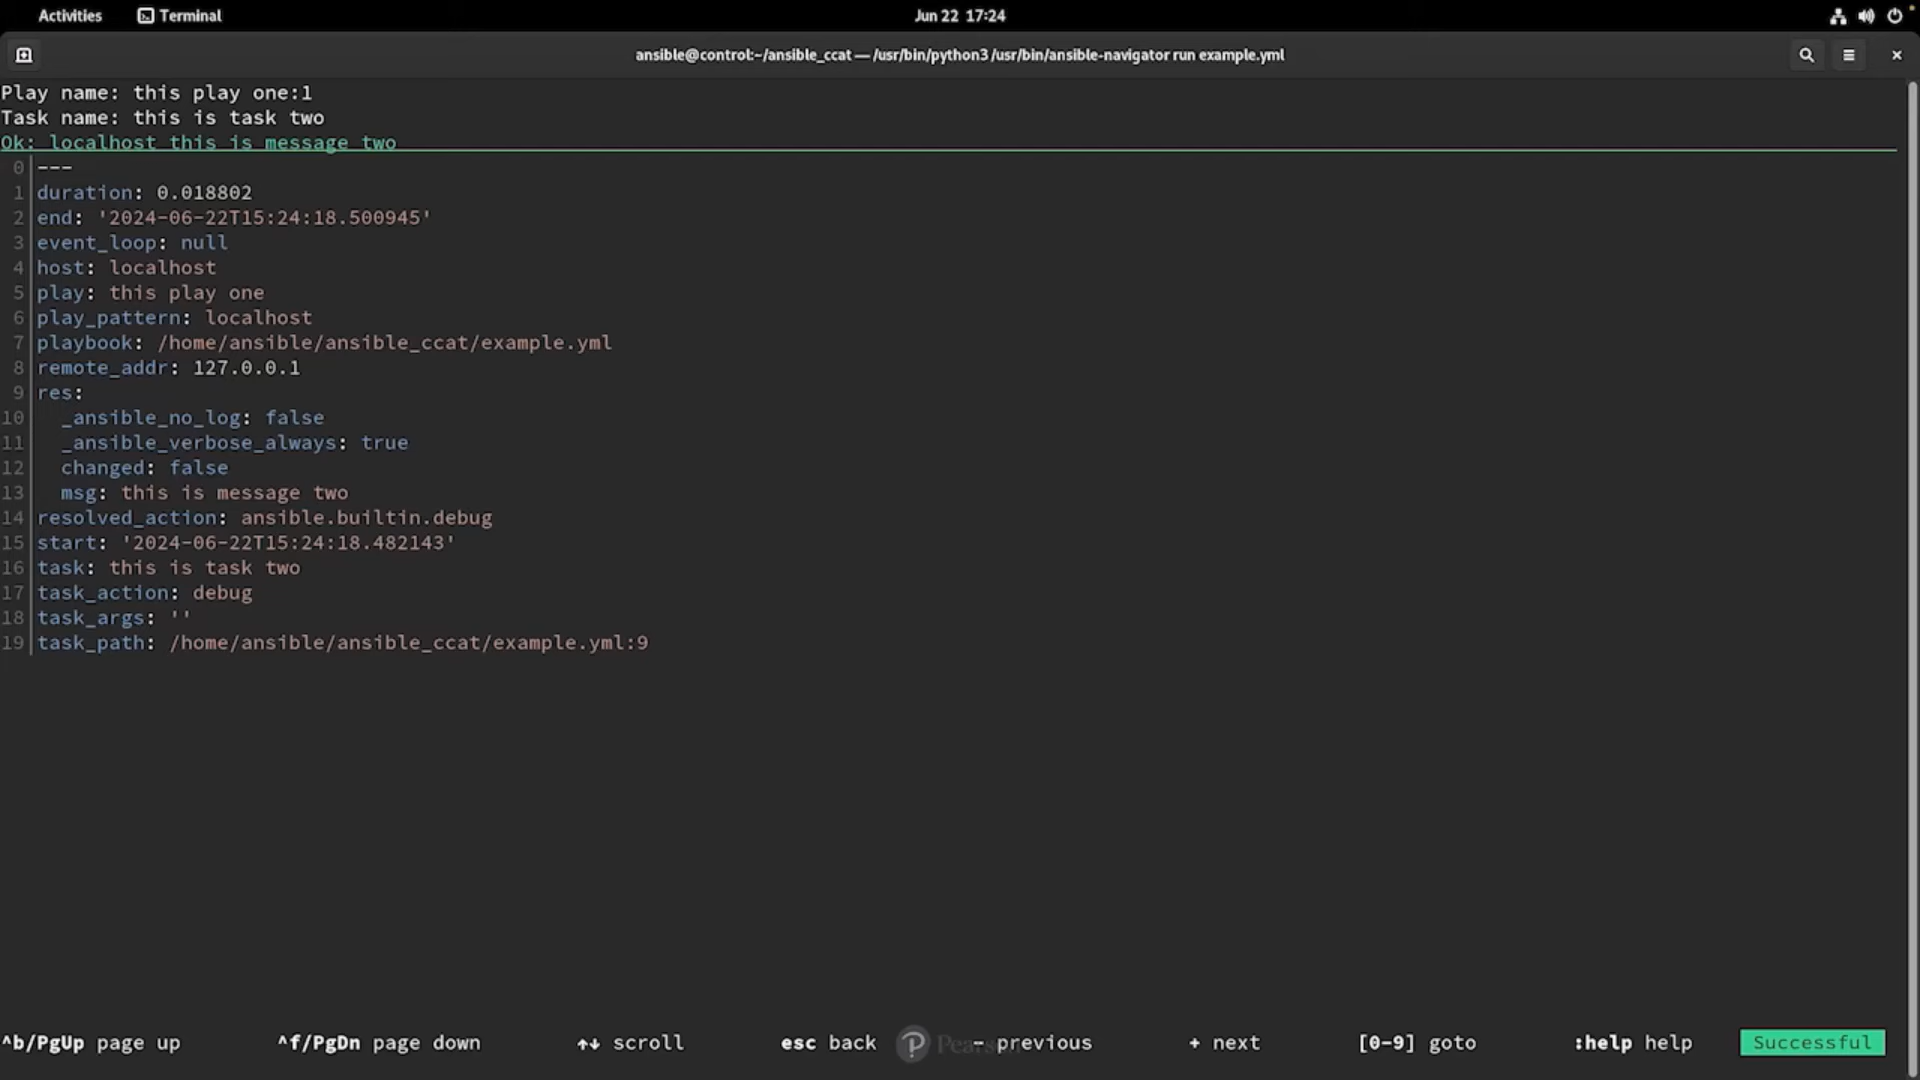 Activities Terminal Jun 22 17:24
ansible@control:~/ansible_ccat — /usr/bin/python3 /usr/bin/ansible-navigator run example.yml
Play name: this play one:1
Task name: this is task two
Ok: localhost this is message two
0 ---
1 duration: 0.018802
2 end: '2024-06-22T15:24:18.500945'
3 event_loop: null
4 host: localhost
5 play: this play one
6 play_pattern: localhost
7 playbook: /home/ansible/ansible_ccat/example.yml
8 remote_addr: 127.0.0.1
9 res:
10   _ansible_no_log: false
11   _ansible_verbose_always: true
12   changed: false
13   msg: this is message two
14 resolved_action: ansible.builtin.debug
15 start: '2024-06-22T15:24:18.482143'
16 task: this is task two
17 task_action: debug
18 task_args: ''
19 task_path: /home/ansible/ansible_ccat/example.yml:9
^b/PgUp page up ^f/PgDn page down ↑↓ scroll esc back - previous + next [0-9] goto :help help Successful